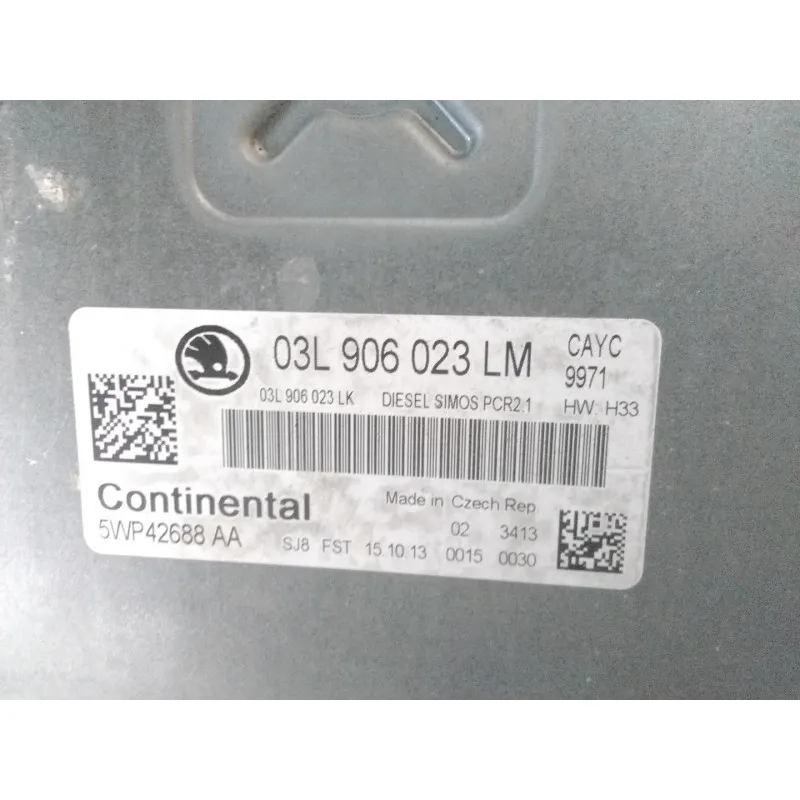 03L 906 023 LM CAYC
9971
03L 906 023 LK DIESEL SIMOS PCR2.1 HW: H33
Continental Made in Czech Rep
5WP42688 AA 02 3413
SJ8 FST 15.10.13 0015 0030